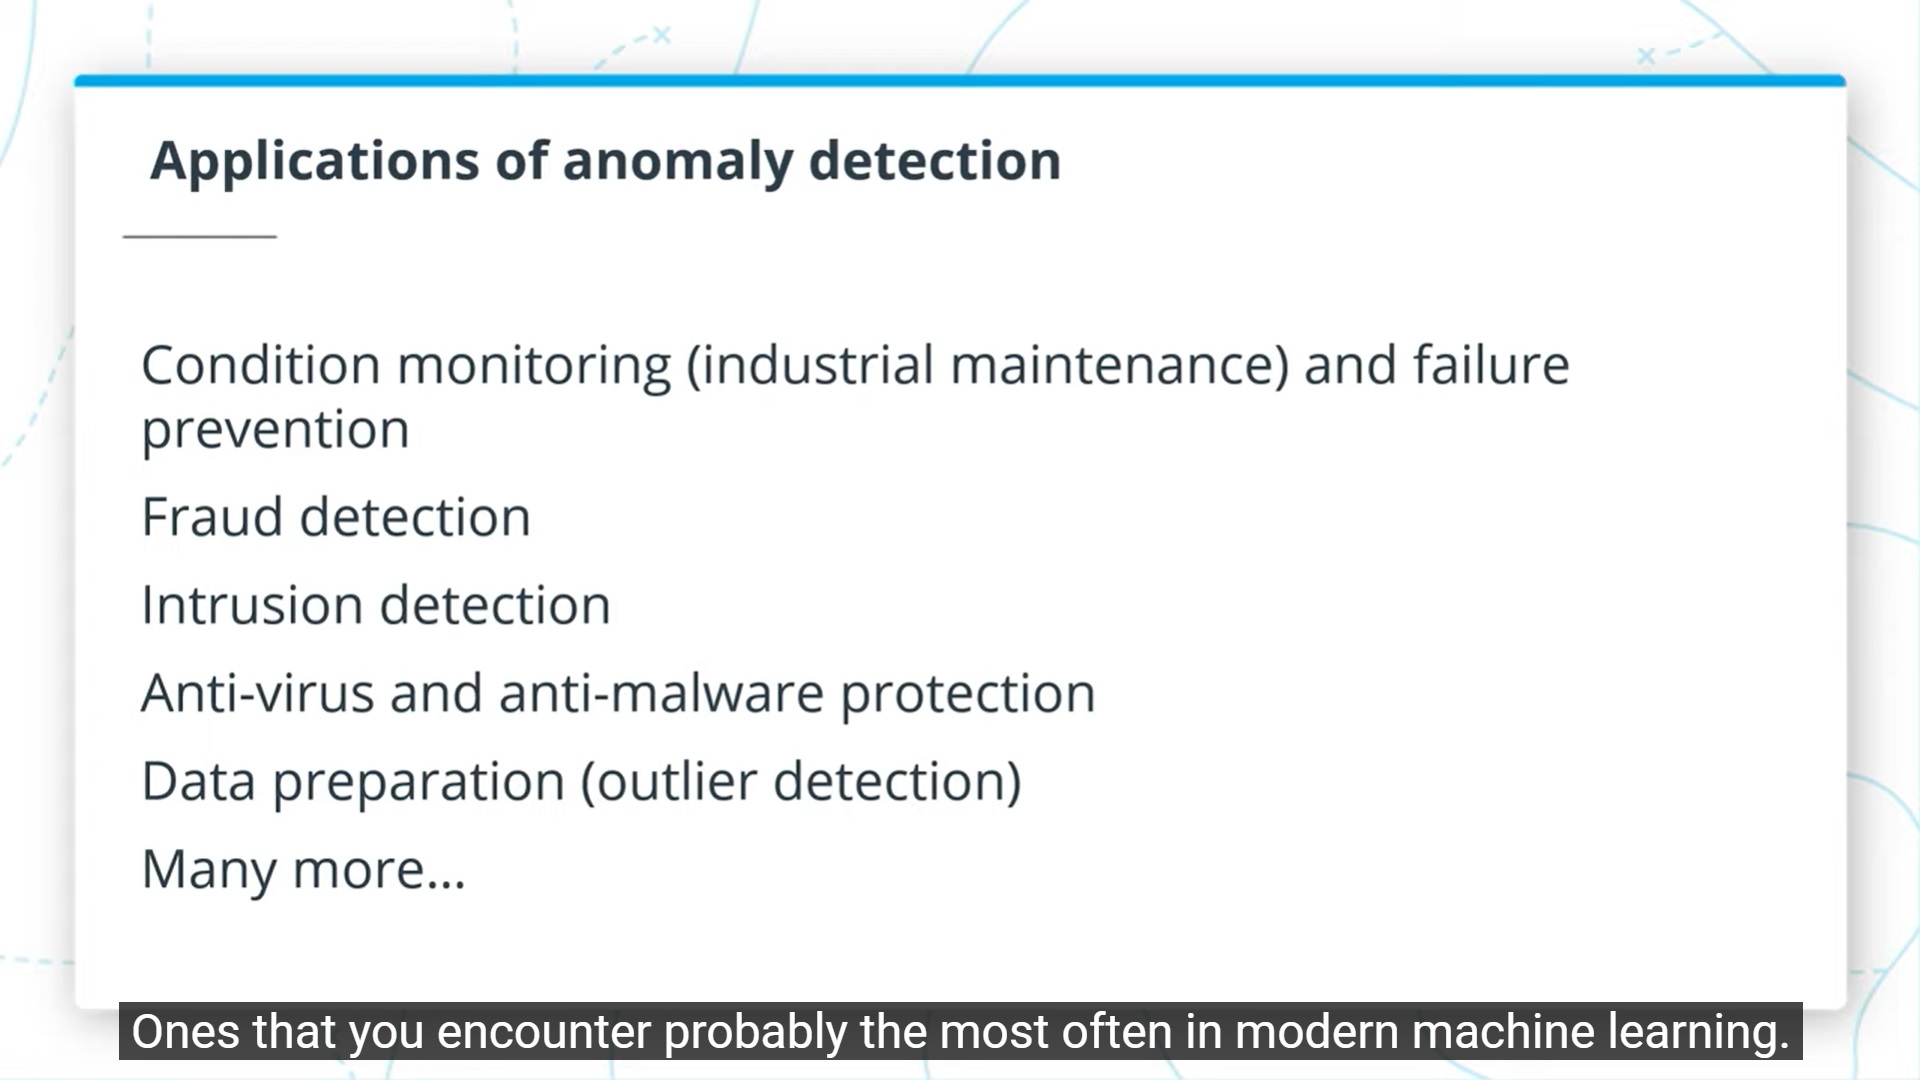 Applications of anomaly detection
Condition monitoring (industrial maintenance) and failure
prevention
Fraud detection
Intrusion detection
Anti-virus and anti-malware protection
Data preparation (outlier detection)
Many more...
Ones that you encounter probably the most often in modern machine learning.